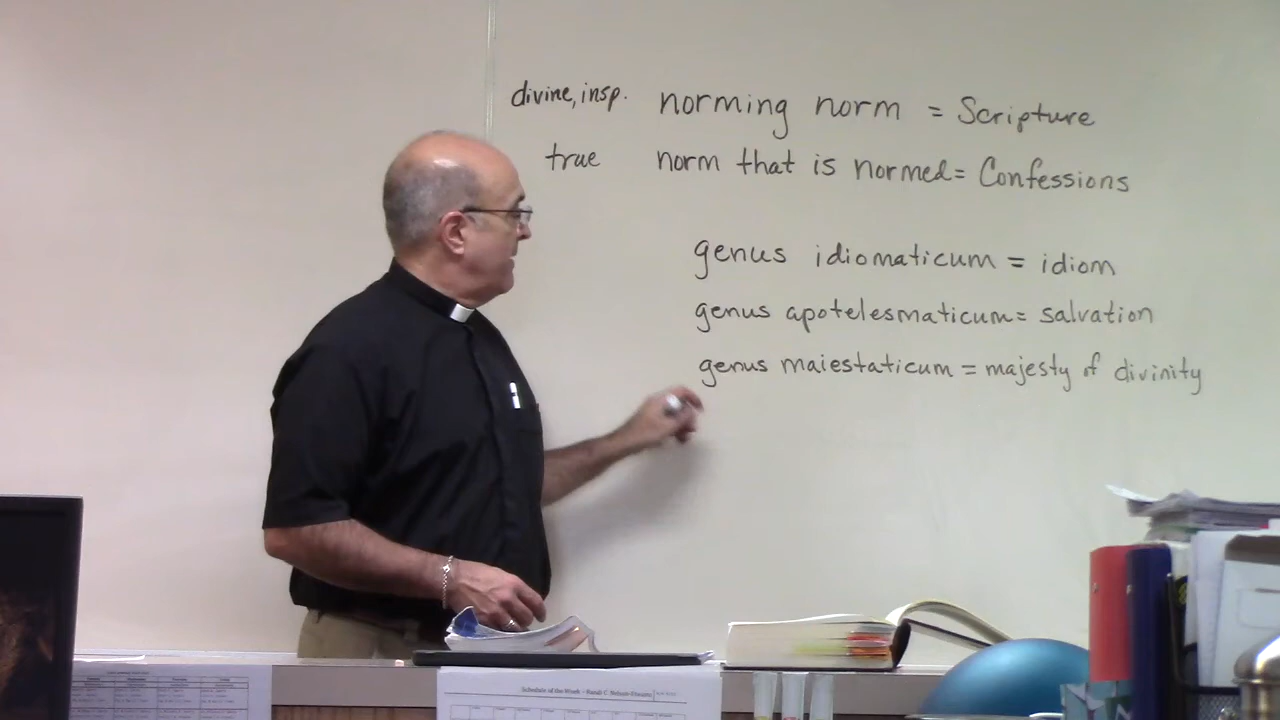 divine, insp. norming norm = Scripture
true norm that is normed = Confessions
genus idiomaticum = idiom
genus apotelesmaticum = salvation
genus maiestaticum = majesty of divinity
Schedule of the Week -